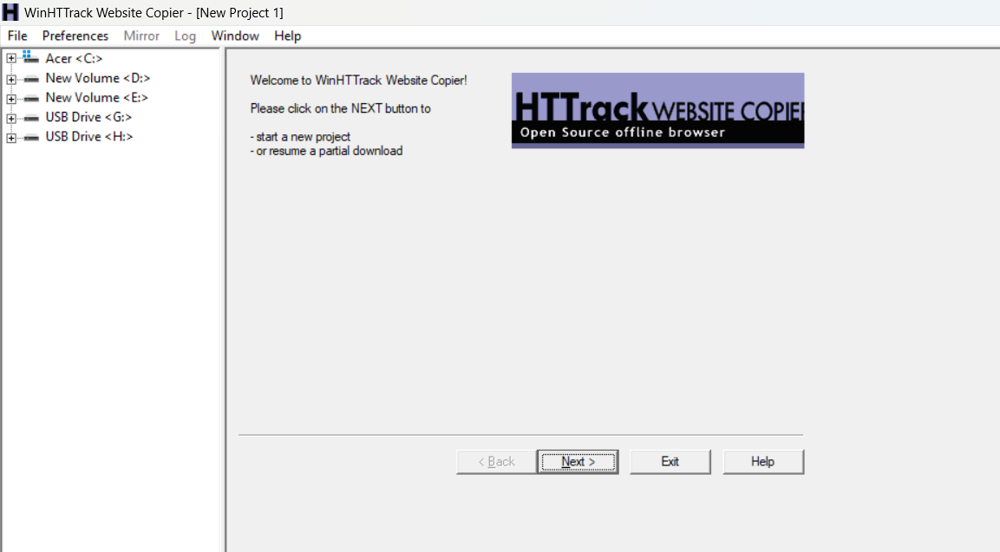 WinHTTrack Website Copier - [New Project 1]
File Preferences Mirror Log Window Help
Acer <C:>
New Volume <D:>
New Volume <E:>
USB Drive <G:>
USB Drive <H:>
Welcome to WinHTTrack Website Copier!
Please click on the NEXT button to
- start a new project
- or resume a partial download
HTTrack WEBSITE COPIER
Open Source offline browser
< Back Next > Exit Help